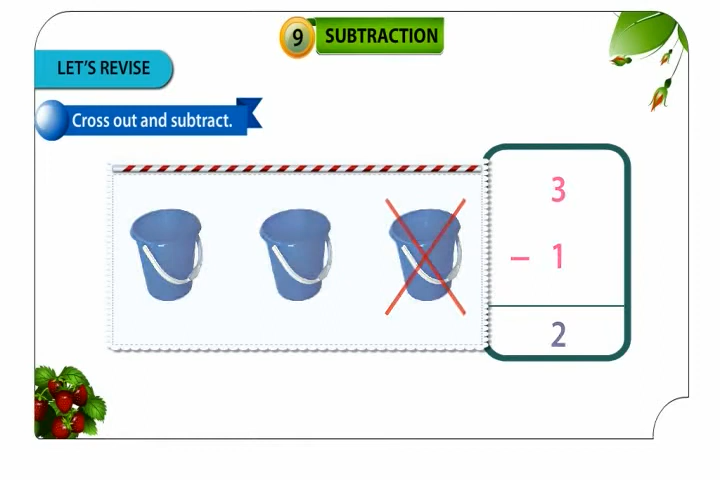 9 SUBTRACTION
LET'S REVISE
Cross out and subtract.
3
– 1
2